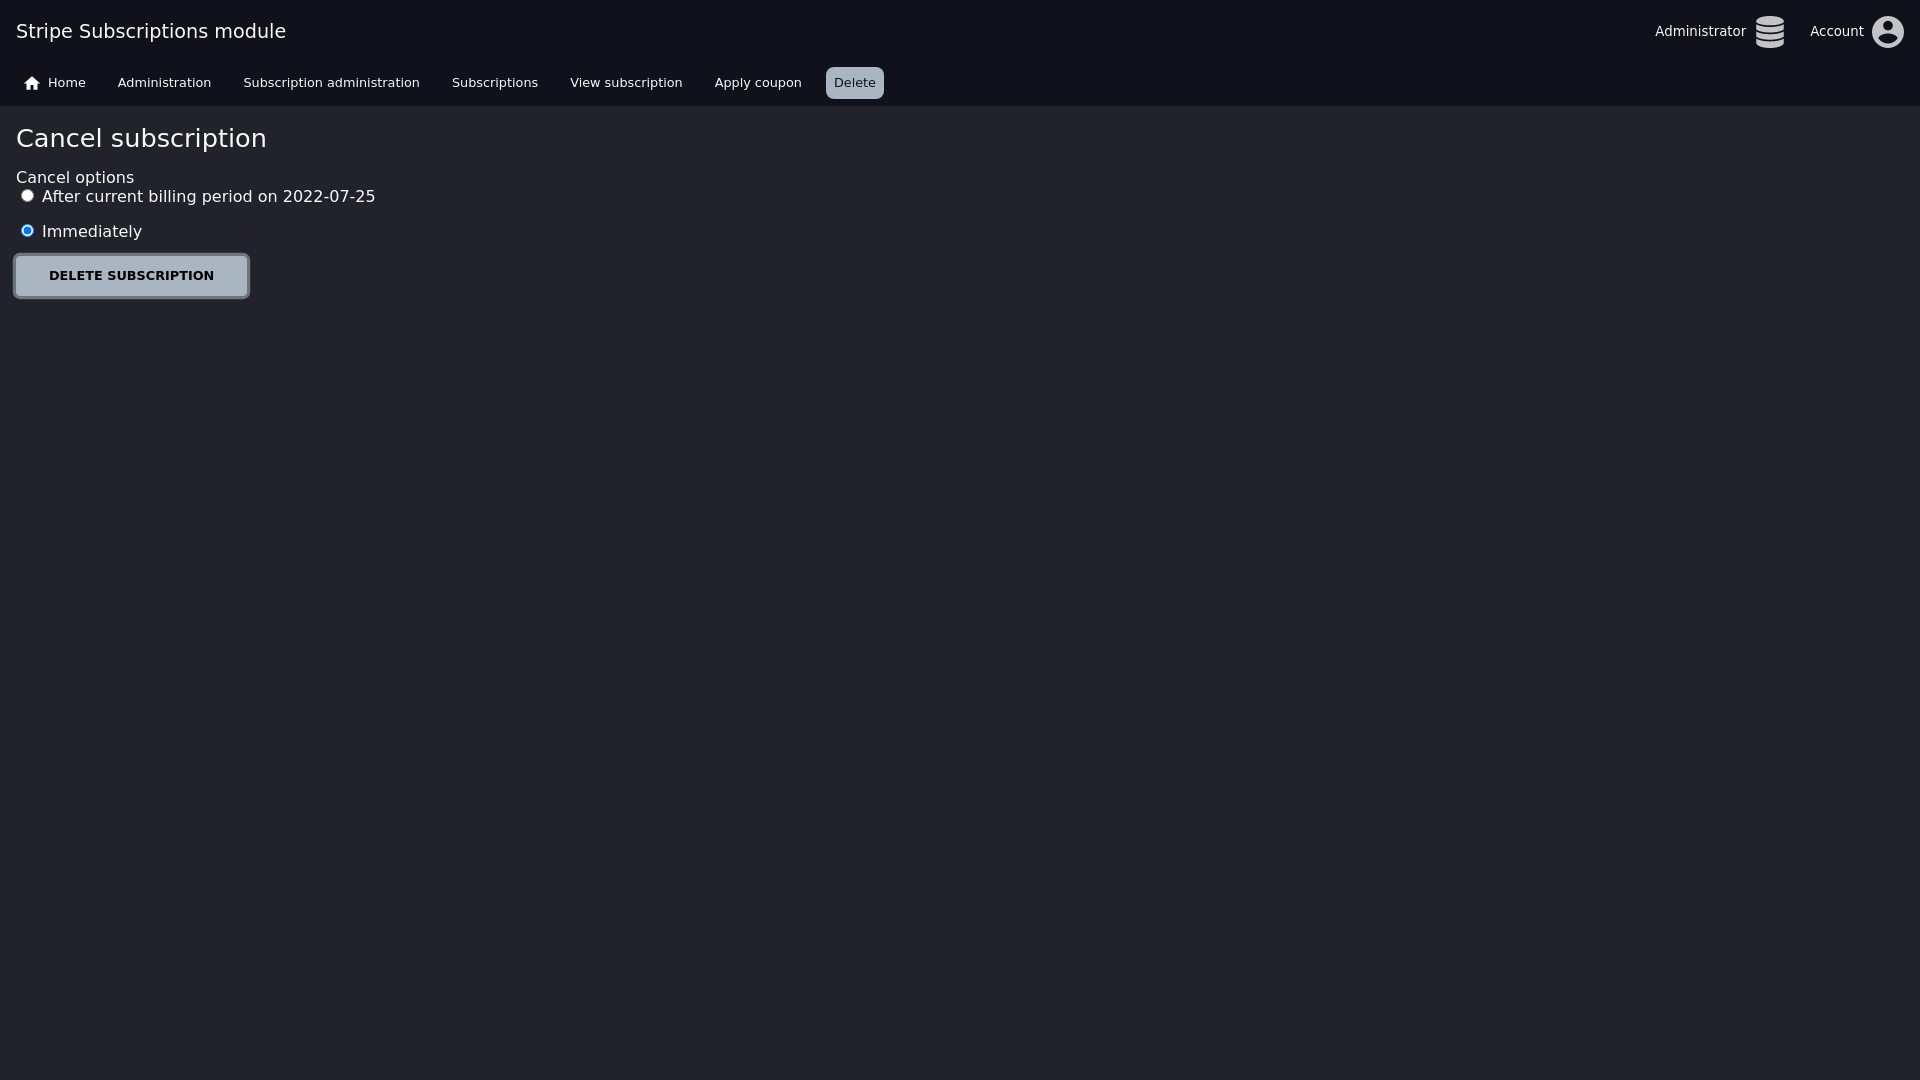 Stripe Subscriptions module
Administrator
Account
Home
Administration
Subscription administration
Subscriptions
View subscription
Apply coupon
Delete
Cancel subscription
Cancel options
After current billing period on 2022-07-25
Immediately
DELETE SUBSCRIPTION